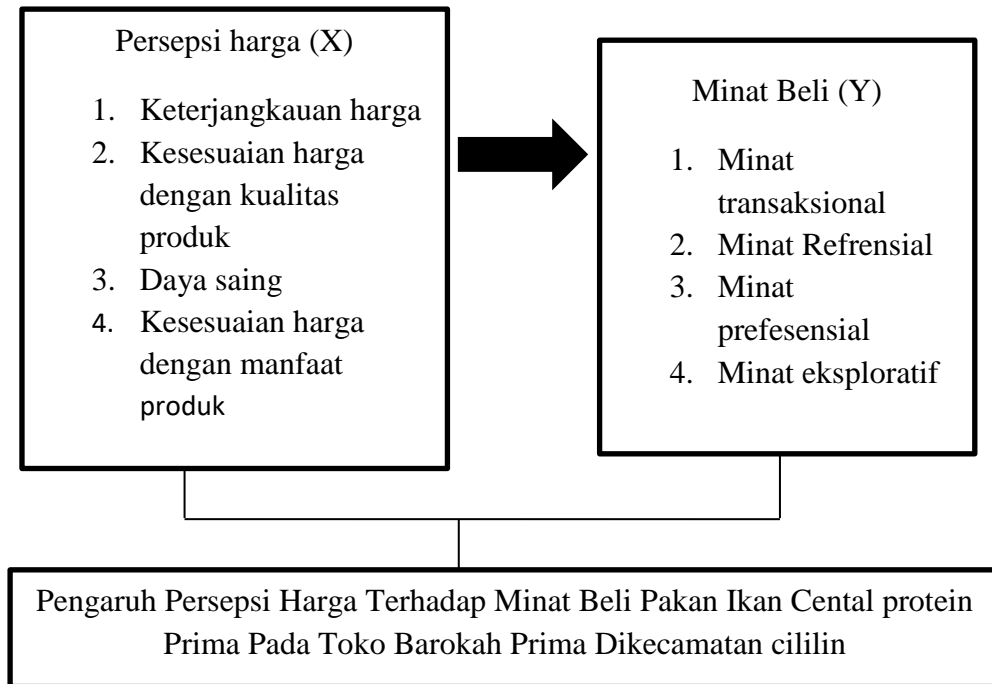 Persepsi harga (X)
1. Keterjangkauan harga
2. Kesesuaian harga
dengan kualitas
produk
3. Daya saing
4. Kesesuaian harga
dengan manfaat
produk
Minat Beli (Y)
1. Minat
transaksional
2. Minat Refrensial
3. Minat
prefesensial
4. Minat eksploratif
Pengaruh Persepsi Harga Terhadap Minat Beli Pakan Ikan Cental protein
Prima Pada Toko Barokah Prima Dikecamatan cililin